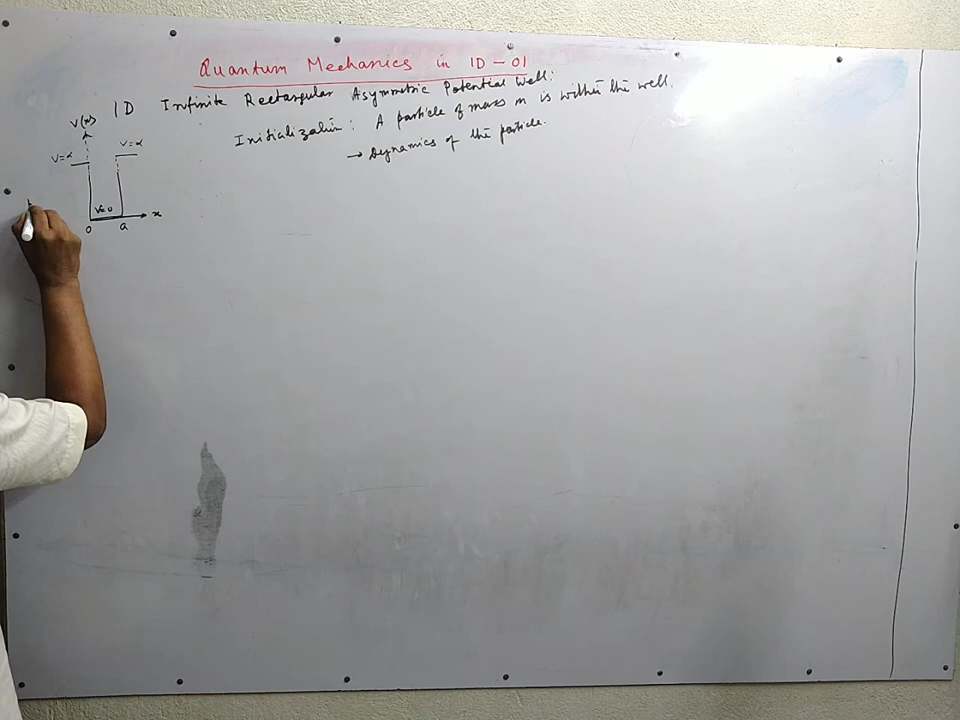 Quantum Mechanics in 1D - 01
1D Infinite Rectangular Asymmetric Potential Well:
Initialization: A particle of mass m is within the well.
→ Dynamics of the particle.
V(x)
V=α V=α
V=0 x
0 a